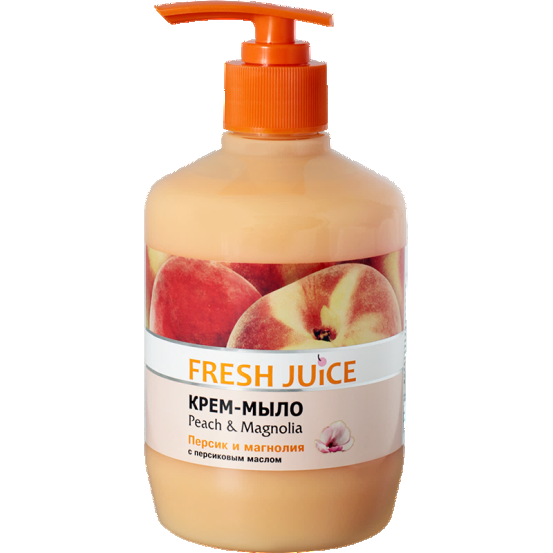 FRESH JUICE
КРЕМ-МЫЛО
Peach & Magnolia
Персик и магнолия
с персиковым маслом